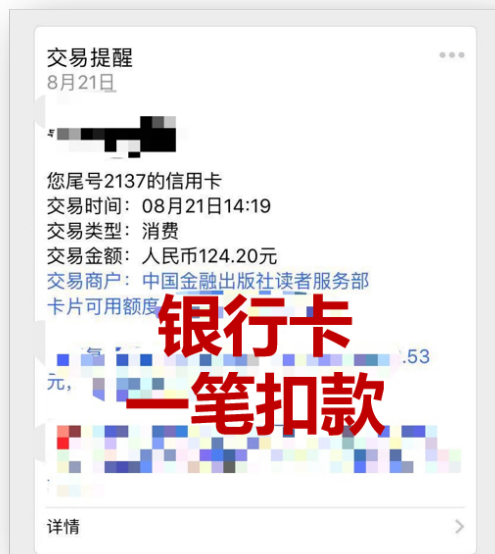 交易提醒
8月21日
您尾号2137的信用卡
交易时间：08月21日14:19
交易类型：消费
交易金额：人民币124.20元
交易商户：中国金融出版社读者服务部
卡片可用额度
银行卡
.53
元，
一笔扣款
详情